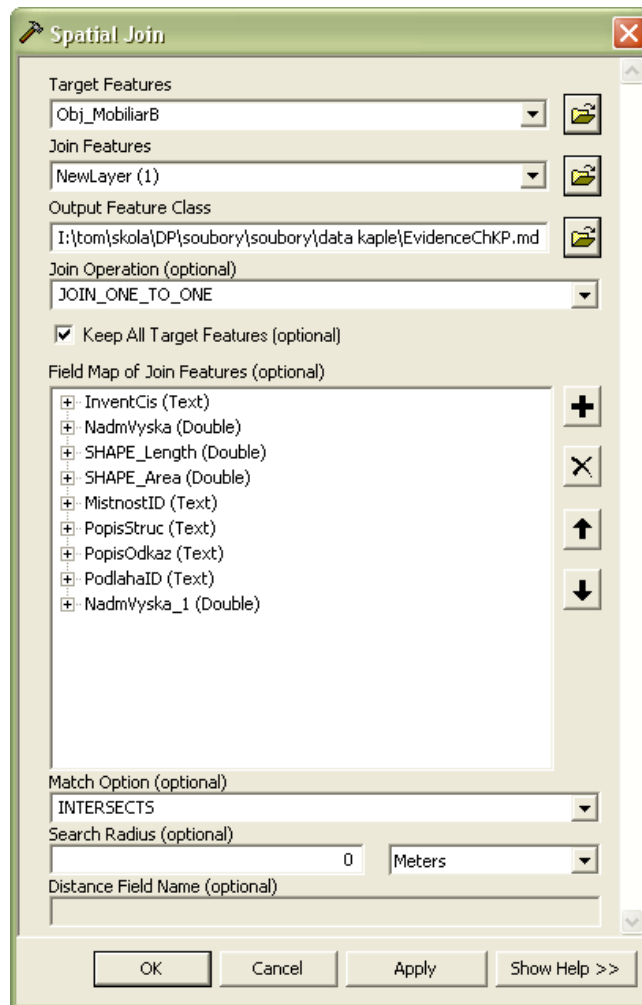 Spatial Join
Target Features
Obj_MobiliarB
Join Features
NewLayer (1)
Output Feature Class
I:\tom\skola\DP\soubory\soubory\data kaple\EvidenceChKP.md
Join Operation (optional)
JOIN_ONE_TO_ONE
Keep All Target Features (optional)
Field Map of Join Features (optional)
InventCis (Text)
NadmVyska (Double)
SHAPE_Length (Double)
SHAPE_Area (Double)
MistnostID (Text)
PopisStruc (Text)
PopisOdkaz (Text)
PodlahaID (Text)
NadmVyska_1 (Double)
Match Option (optional)
INTERSECTS
Search Radius (optional)
0 Meters
Distance Field Name (optional)
OK Cancel Apply Show Help >>